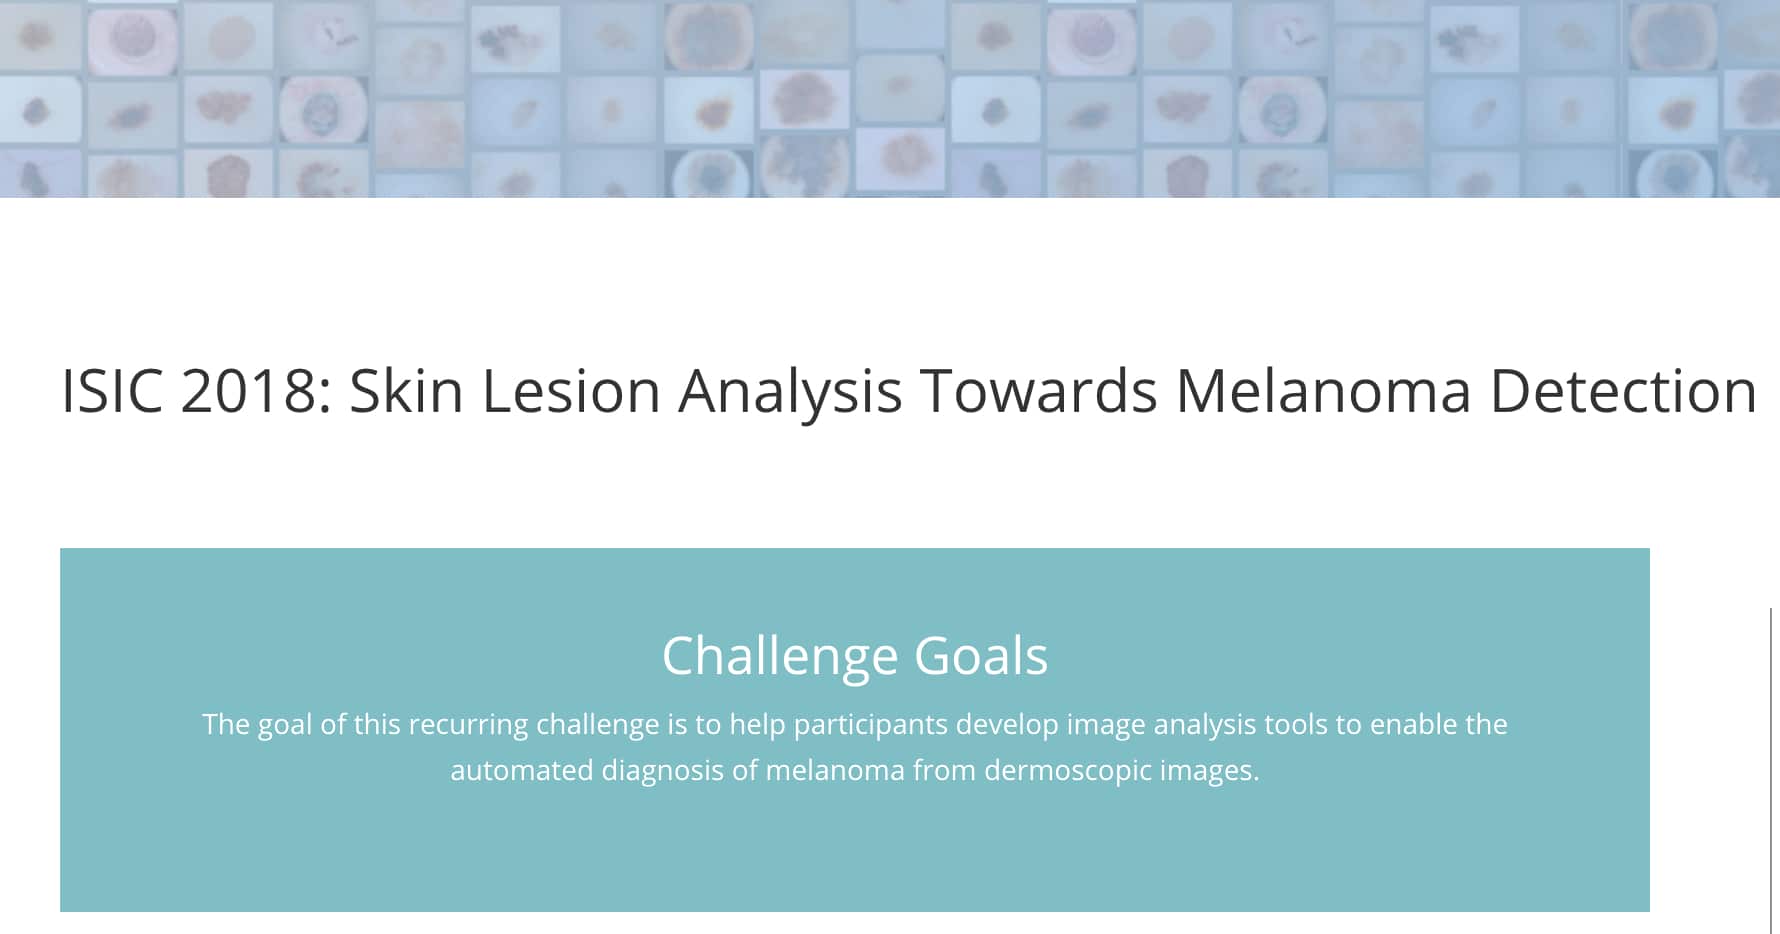 ISIC 2018: Skin Lesion Analysis Towards Melanoma Detection
Challenge Goals
The goal of this recurring challenge is to help participants develop image analysis tools to enable the
automated diagnosis of melanoma from dermoscopic images.